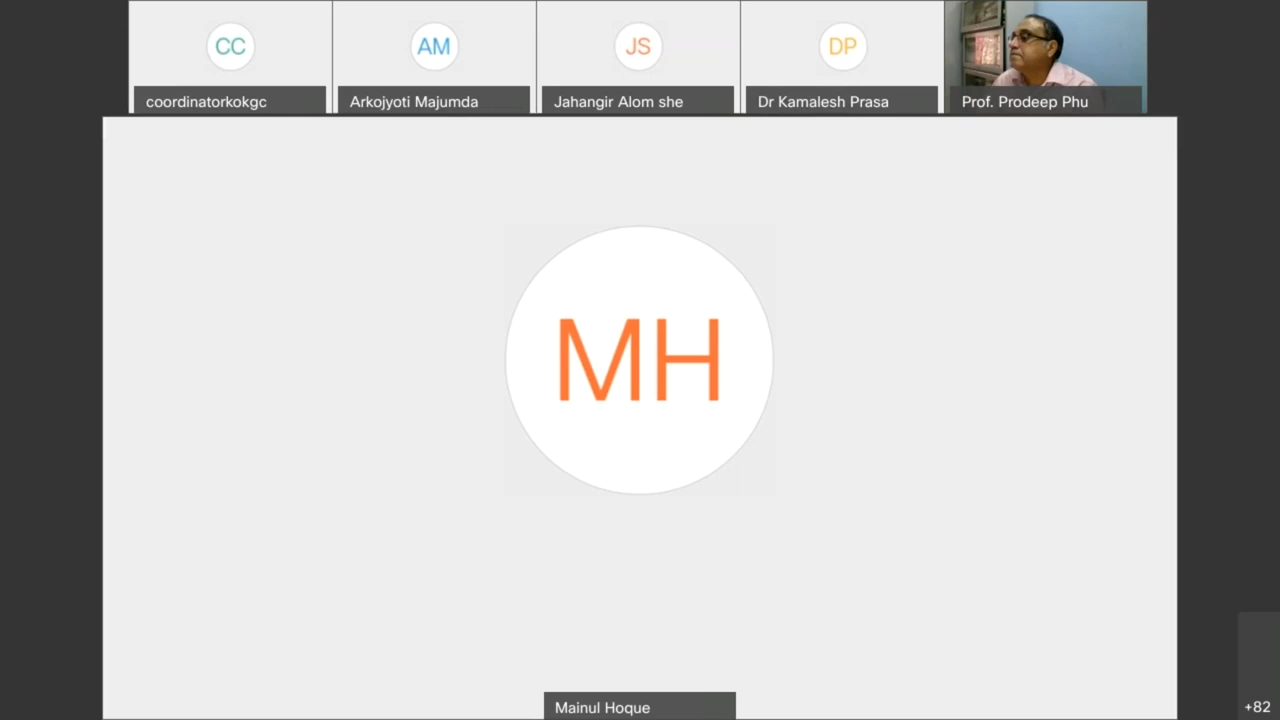 CC
AM
JS
DP
coordinatorkokgc
Arkojyoti Majumda
Jahangir Alom she
Dr Kamalesh Prasa
Prof. Prodeep Phu
MH
Mainul Hoque
+82